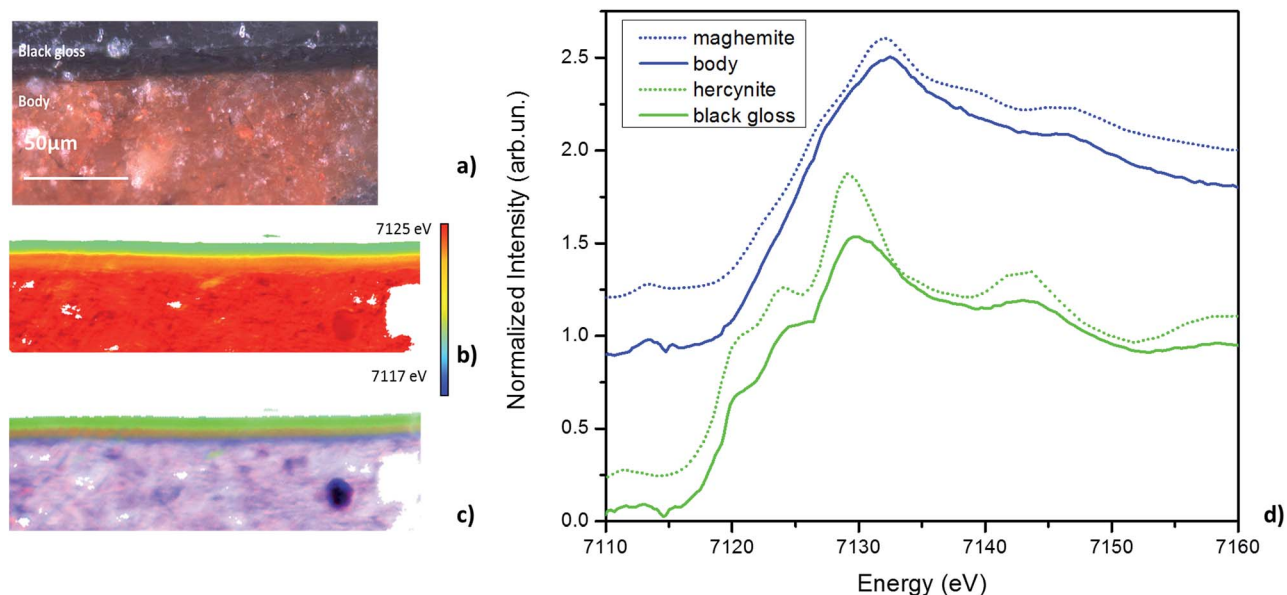 Black gloss
Body
50µm
a)
7125 eV
b)
7117 eV
c)
maghemite
body
hercynite
black gloss
Normalized Intensity (arb.un.)
2.5
2.0
1.5
1.0
0.5
0.0
7110
7120
7130
7140
7150
7160
Energy (eV)
d)